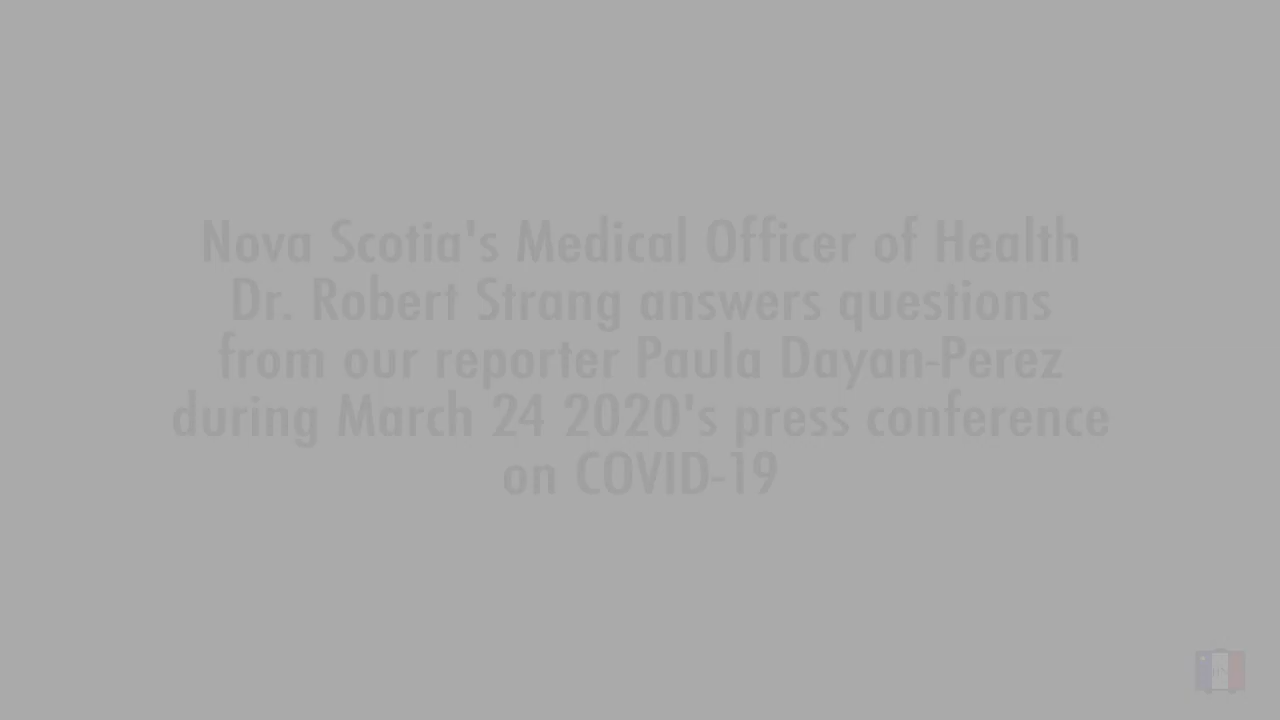 Nova Scotia's Medical Officer of Health
Dr. Robert Strang answers questions
from our reporter Paula Dayan-Perez
during March 24 2020's press conference
on COVID-19